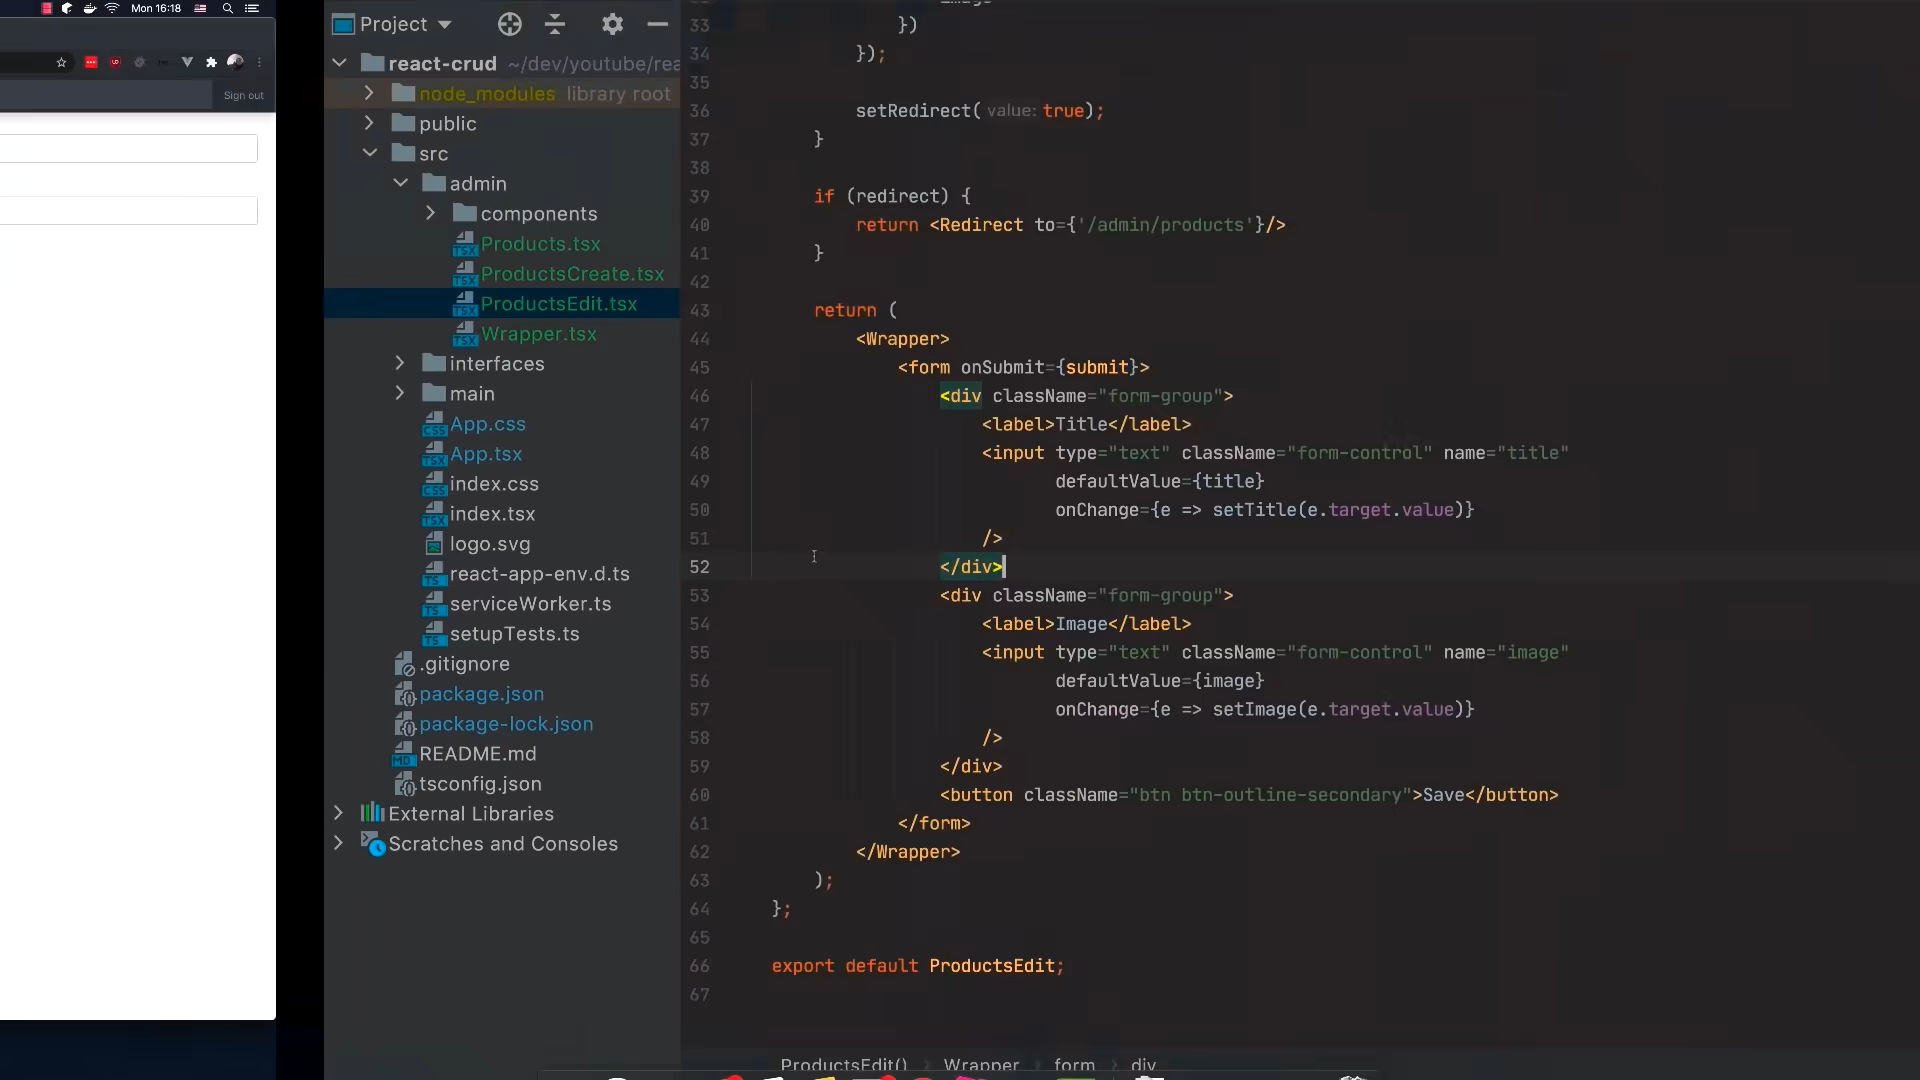 Mon 16:18
Sign out
Project
react-crud ~/dev/youtube/rea
node_modules library root
public
src
admin
components
Products.tsx
ProductsCreate.tsx
ProductsEdit.tsx
Wrapper.tsx
interfaces
main
App.css
App.tsx
index.css
index.tsx
logo.svg
react-app-env.d.ts
serviceWorker.ts
setupTests.ts
.gitignore
package.json
package-lock.json
README.md
tsconfig.json
External Libraries
Scratches and Consoles
33 })
34 });
35
36 setRedirect( value: true);
37 }
38
39 if (redirect) {
40 return <Redirect to={'/admin/products'}/>
41 }
42
43 return (
44 <Wrapper>
45 <form onSubmit={submit}>
46 <div className="form-group">
47 <label>Title</label>
48 <input type="text" className="form-control" name="title"
49 defaultValue={title}
50 onChange={e => setTitle(e.target.value)}
51 />
52 </div>
53 <div className="form-group">
54 <label>Image</label>
55 <input type="text" className="form-control" name="image"
56 defaultValue={image}
57 onChange={e => setImage(e.target.value)}
58 />
59 </div>
60 <button className="btn btn-outline-secondary">Save</button>
61 </form>
62 </Wrapper>
63 );
64 };
65
66 export default ProductsEdit;
67
ProductsEdit() › Wrapper › form › div